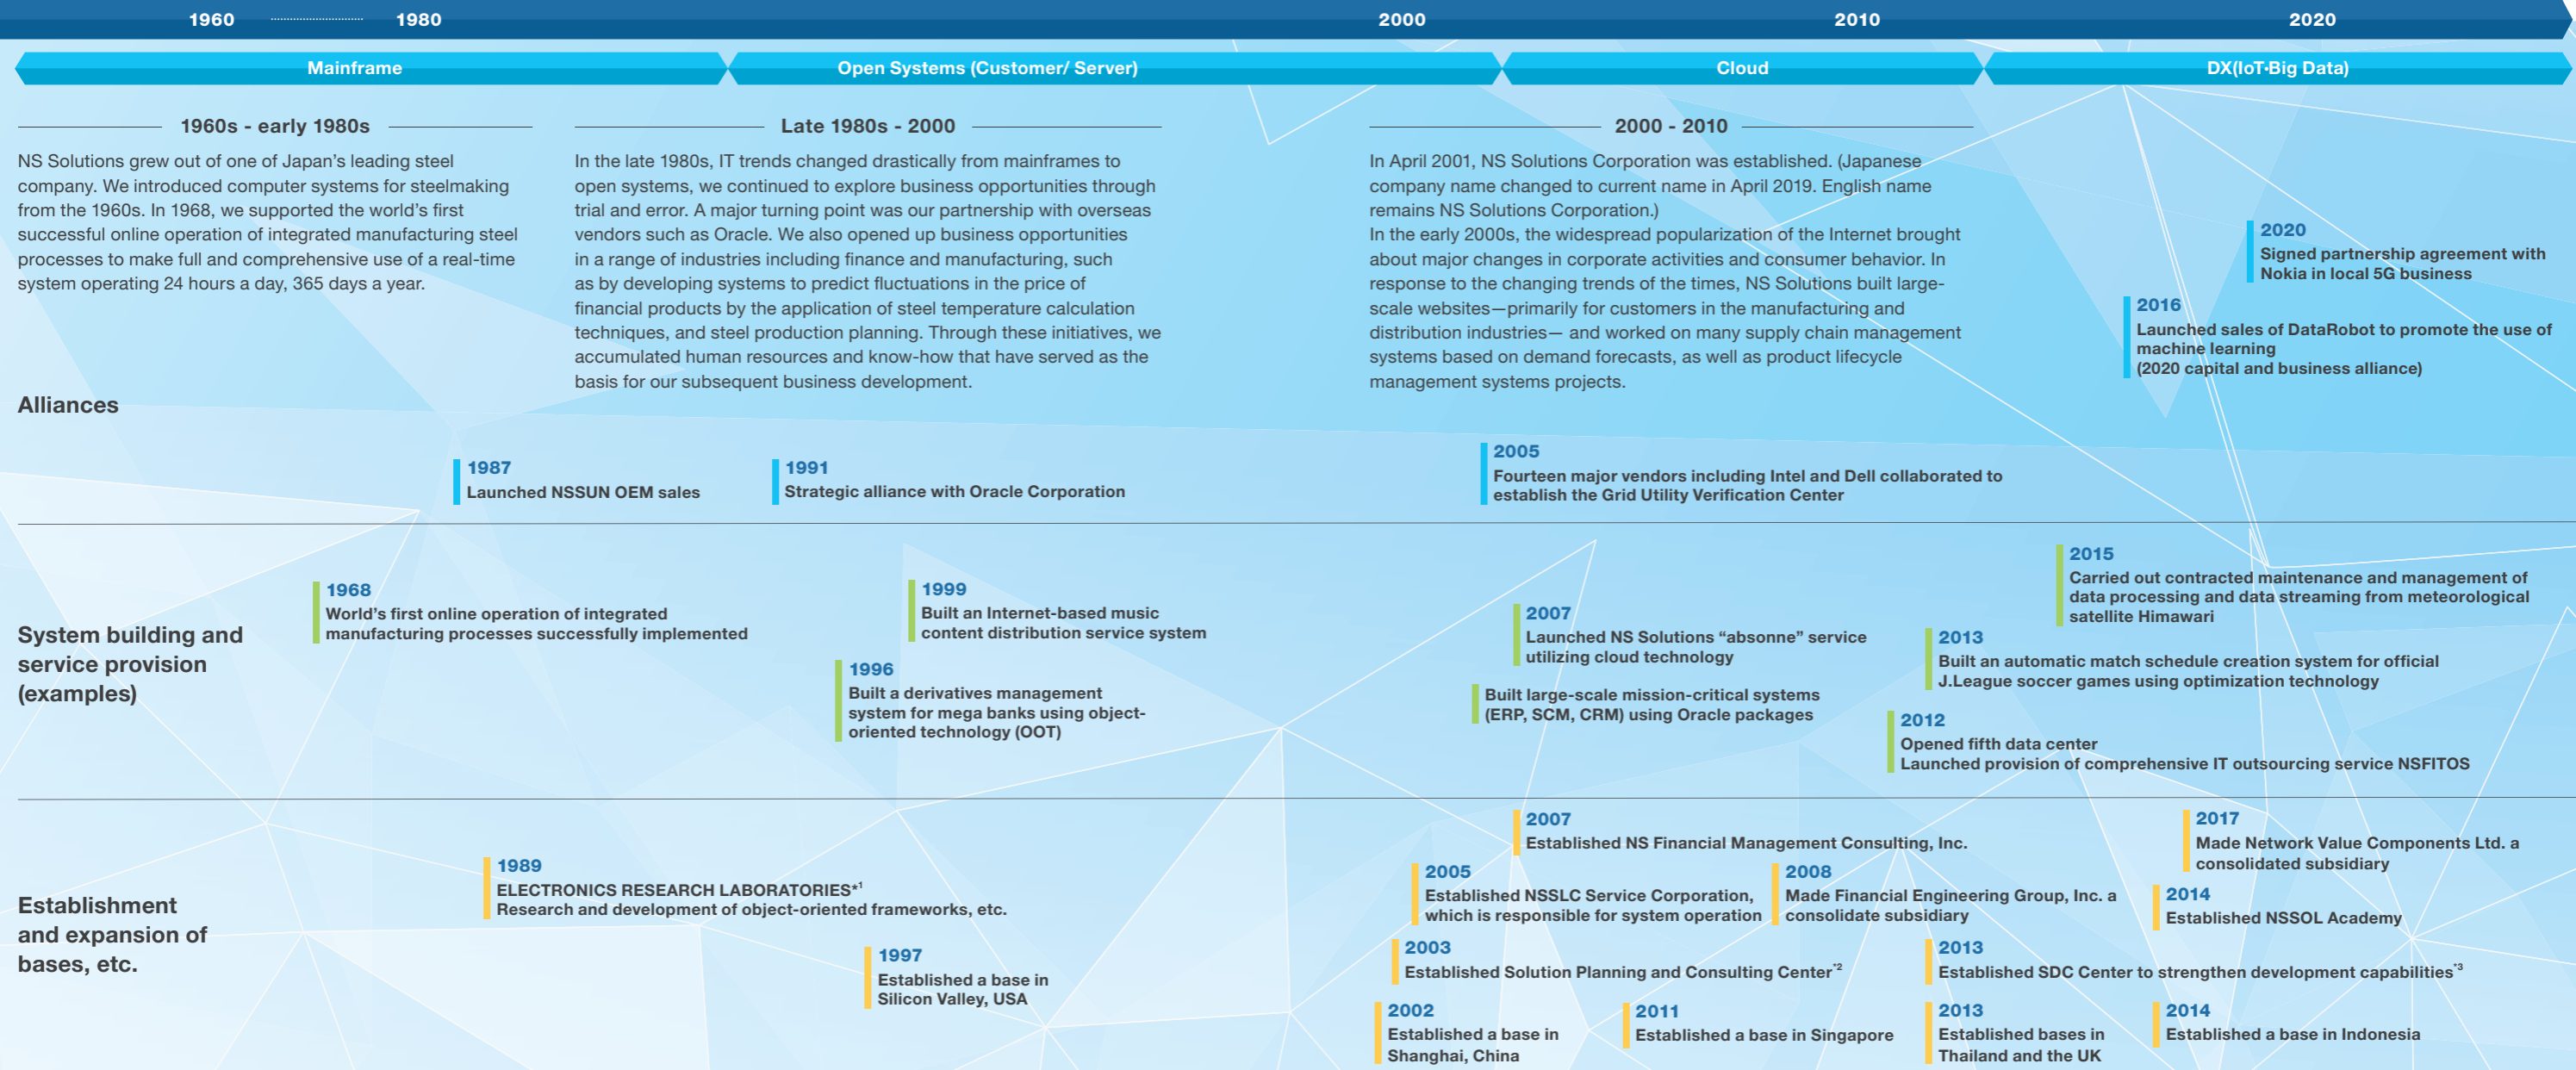 1960
1980
2000
2010
2020
Mainframe
Open Systems (Customer/ Server)
Cloud
DX(IoT·Big Data)
1960s - early 1980s
NS Solutions grew out of one of Japan’s leading steel
company. We introduced computer systems for steelmaking
from the 1960s. In 1968, we supported the world’s first
successful online operation of integrated manufacturing steel
processes to make full and comprehensive use of a real-time
system operating 24 hours a day, 365 days a year.
Late 1980s - 2000
In the late 1980s, IT trends changed drastically from mainframes to
open systems, we continued to explore business opportunities through
trial and error. A major turning point was our partnership with overseas
vendors such as Oracle. We also opened up business opportunities
in a range of industries including finance and manufacturing, such
as by developing systems to predict fluctuations in the price of
financial products by the application of steel temperature calculation
techniques, and steel production planning. Through these initiatives, we
accumulated human resources and know-how that have served as the
basis for our subsequent business development.
2000 - 2010
In April 2001, NS Solutions Corporation was established. (Japanese
company name changed to current name in April 2019. English name
remains NS Solutions Corporation.)
In the early 2000s, the widespread popularization of the Internet brought
about major changes in corporate activities and consumer behavior. In
response to the changing trends of the times, NS Solutions built large-
scale websites—primarily for customers in the manufacturing and
distribution industries— and worked on many supply chain management
systems based on demand forecasts, as well as product lifecycle
management systems projects.
2020
Signed partnership agreement with
Nokia in local 5G business
2016
Launched sales of DataRobot to promote the use of
machine learning
(2020 capital and business alliance)
Alliances
1987
Launched NSSUN OEM sales
1991
Strategic alliance with Oracle Corporation
2005
Fourteen major vendors including Intel and Dell collaborated to
establish the Grid Utility Verification Center
System building and
service provision
(examples)
1968
World’s first online operation of integrated
manufacturing processes successfully implemented
1999
Built an Internet-based music
content distribution service system
1996
Built a derivatives management
system for mega banks using object-
oriented technology (OOT)
2007
Launched NS Solutions “absonne” service
utilizing cloud technology
Built large-scale mission-critical systems
(ERP, SCM, CRM) using Oracle packages
2015
Carried out contracted maintenance and management of
data processing and data streaming from meteorological
satellite Himawari
2013
Built an automatic match schedule creation system for official
J.League soccer games using optimization technology
2012
Opened fifth data center
Launched provision of comprehensive IT outsourcing service NSFITOS
Establishment
and expansion of
bases, etc.
1989
ELECTRONICS RESEARCH LABORATORIES*1
Research and development of object-oriented frameworks, etc.
1997
Established a base in
Silicon Valley, USA
2007
Established NS Financial Management Consulting, Inc.
2005
Established NSSLC Service Corporation,
which is responsible for system operation
2008
Made Financial Engineering Group, Inc. a
consolidate subsidiary
2003
Established Solution Planning and Consulting Center*2
2002
Established a base in
Shanghai, China
2011
Established a base in Singapore
2017
Made Network Value Components Ltd. a
consolidated subsidiary
2014
Established NSSOL Academy
2013
Established SDC Center to strengthen development capabilities*3
2013
Established bases in
Thailand and the UK
2014
Established a base in Indonesia